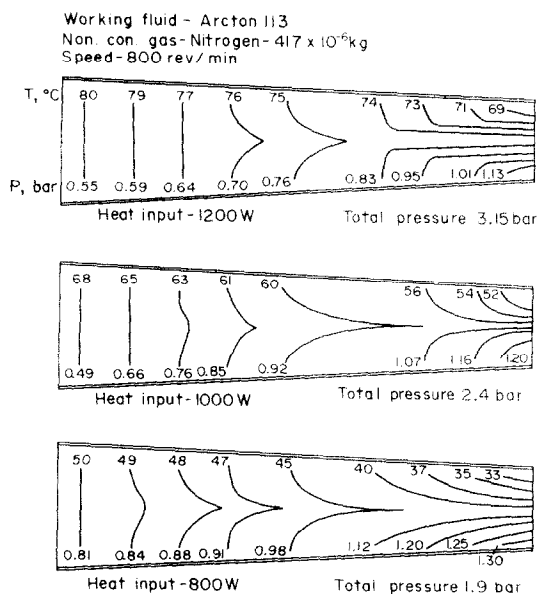 Working fluid - Arcton 113
Non. con. gas - Nitrogen - 417 x 10⁻⁶ kg
Speed - 800 rev/min
T, °C 80 79 77 76 75 74 73 71 69
P, bar 0.55 0.59 0.64 0.70 0.76 0.83 0.95 1.01 1.13
Heat input - 1200 W Total pressure 3.15 bar
68 65 63 61 60 56 54 52
0.49 0.66 0.76 0.85 0.92 1.07 1.16 1.20
Heat input - 1000 W Total pressure 2.4 bar
50 49 48 47 45 40 37 35 33
0.81 0.84 0.88 0.91 0.98 1.12 1.20 1.25
1.30
Heat input - 800 W Total pressure 1.9 bar